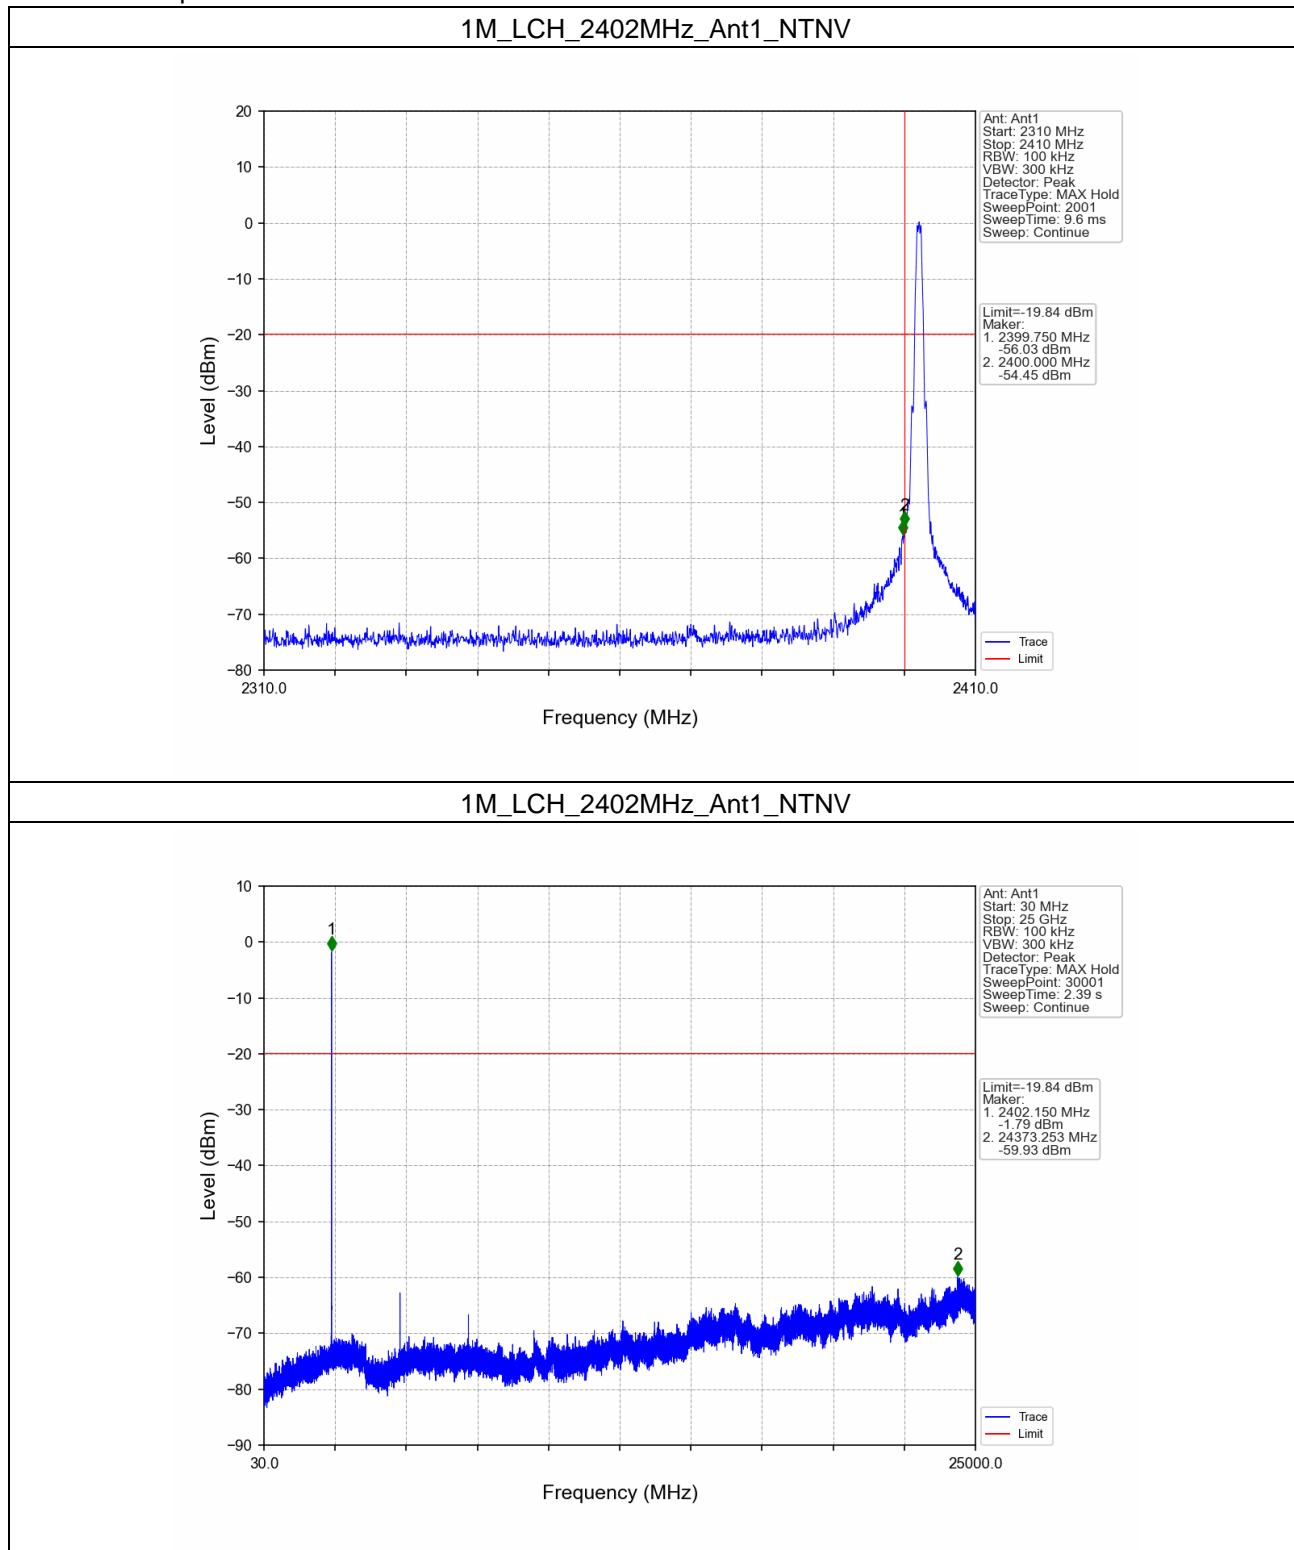 1M_LCH_2402MHz_Ant1_NTNV
20
10
0
−10
−20
−30
−40
−50
−60
−70
−80
Level (dBm)
2310.0
2410.0
Frequency (MHz)
2
Ant: Ant1
Start: 2310 MHz
Stop: 2410 MHz
RBW: 100 kHz
VBW: 300 kHz
Detector: Peak
TraceType: MAX Hold
SweepPoint: 2001
SweepTime: 9.6 ms
Sweep: Continue
Limit=-19.84 dBm
Maker:
1. 2399.750 MHz
-56.03 dBm
2. 2400.000 MHz
-54.45 dBm
Trace
Limit
1M_LCH_2402MHz_Ant1_NTNV
10
0
−10
−20
−30
−40
−50
−60
−70
−80
−90
Level (dBm)
30.0
25000.0
Frequency (MHz)
1
2
Ant: Ant1
Start: 30 MHz
Stop: 25 GHz
RBW: 100 kHz
VBW: 300 kHz
Detector: Peak
TraceType: MAX Hold
SweepPoint: 30001
SweepTime: 2.39 s
Sweep: Continue
Limit=-19.84 dBm
Maker:
1. 2402.150 MHz
-1.79 dBm
2. 24373.253 MHz
-59.93 dBm
Trace
Limit